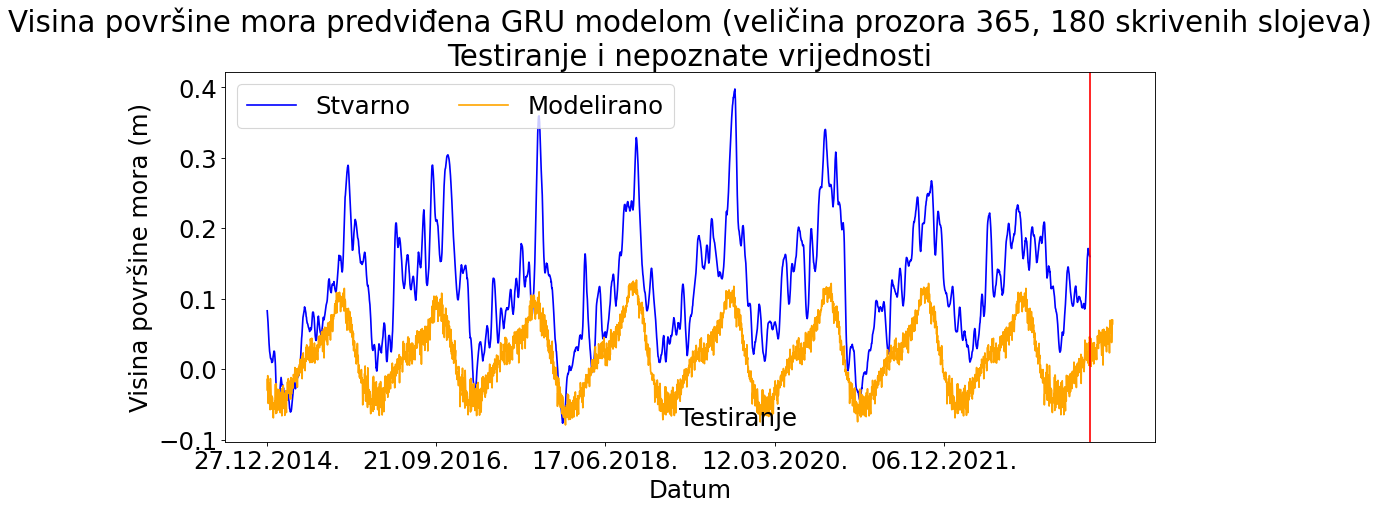 Visina površine mora predviđena GRU modelom (veličina prozora 365, 180 skrivenih slojeva)
Testiranje i nepoznate vrijednosti
Stvarno Modelirano
Visina površine mora (m)
0.4
0.3
0.2
0.1
0.0
−0.1
Testiranje
27.12.2014. 21.09.2016. 17.06.2018. 12.03.2020. 06.12.2021.
Datum